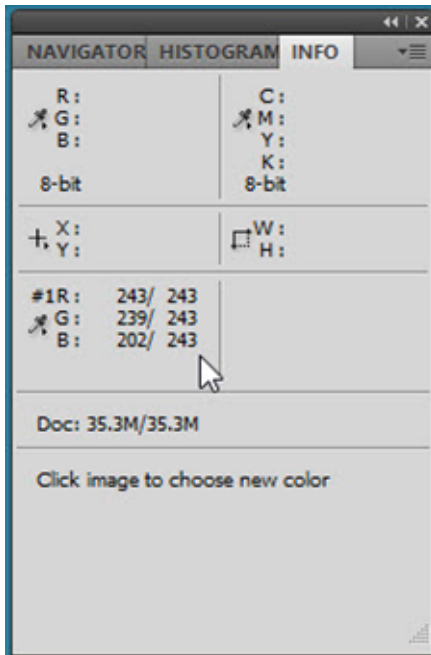 NAVIGATOR HISTOGRAM INFO
R: C:
G: M:
B: Y:
K:
8-bit 8-bit
X: W:
Y: H:
#1R: 243/ 243
G: 239/ 243
B: 202/ 243
Doc: 35.3M/35.3M
Click image to choose new color